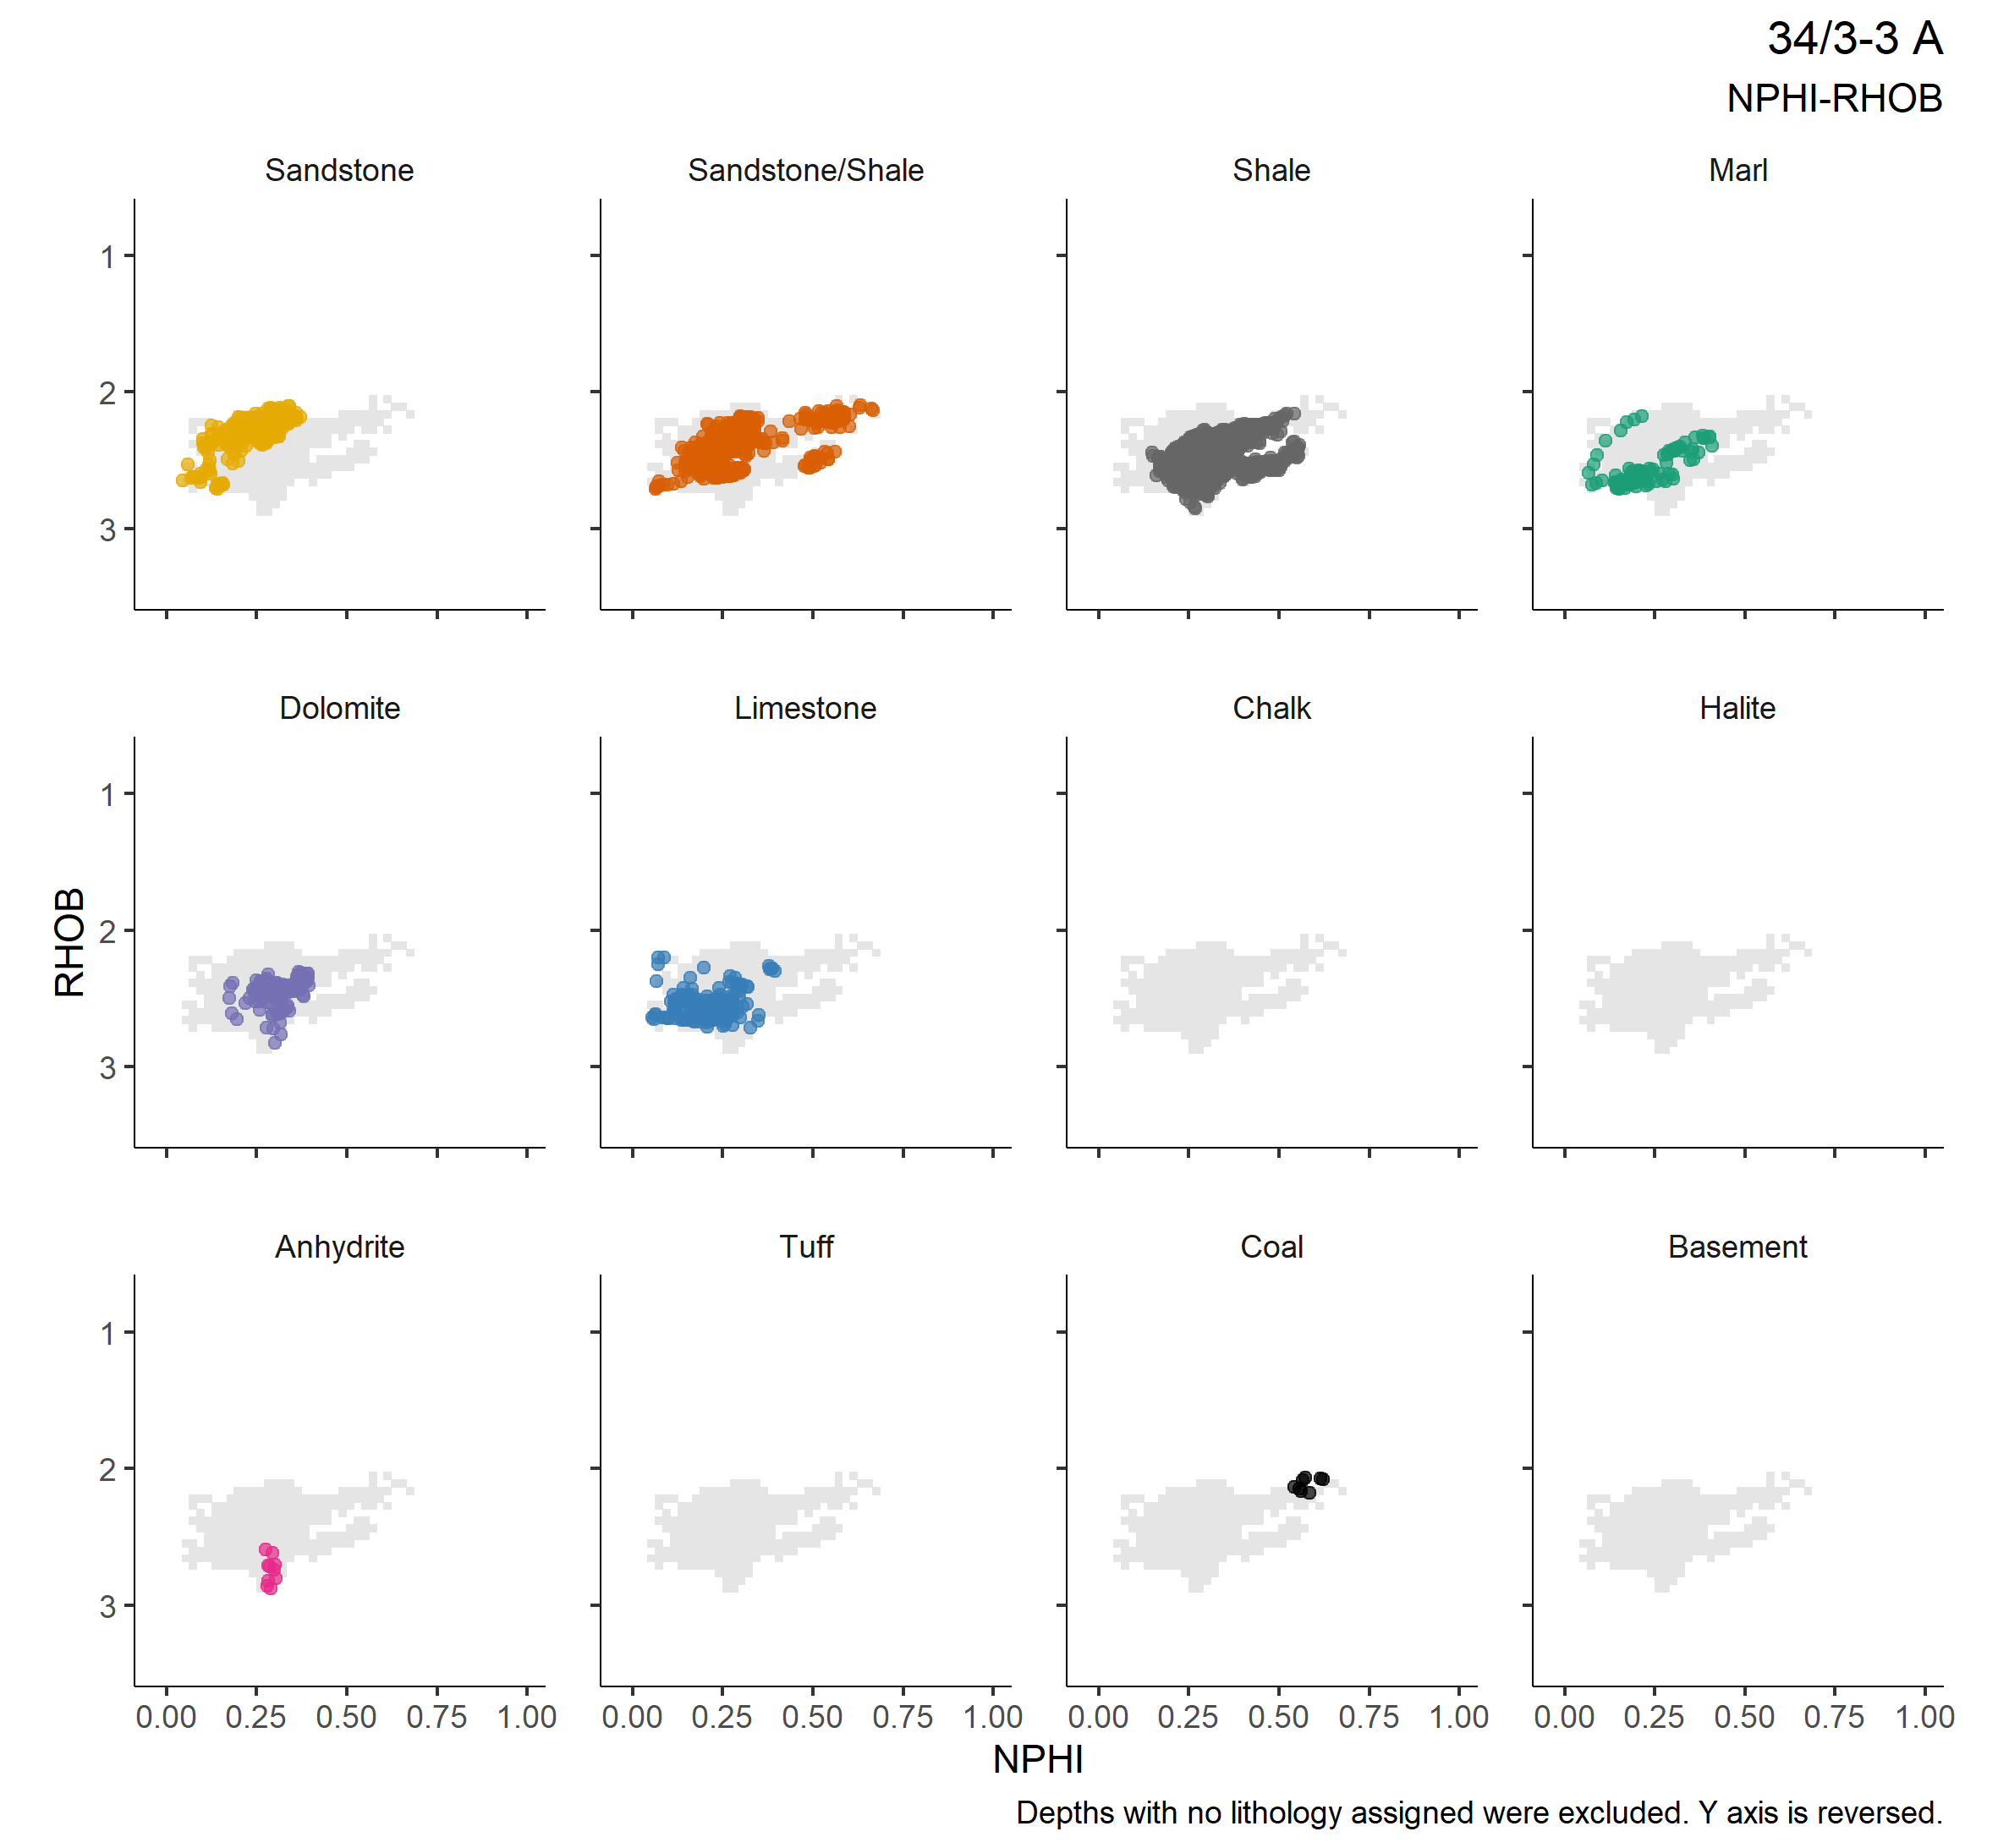 34/3-3 A
NPHI-RHOB
Sandstone Sandstone/Shale Shale Marl
1
2
3
Dolomite Limestone Chalk Halite
1
2
3
RHOB
Anhydrite Tuff Coal Basement
1
2
3
0.00 0.25 0.50 0.75 1.00 0.00 0.25 0.50 0.75 1.00 0.00 0.25 0.50 0.75 1.00 0.00 0.25 0.50 0.75 1.00
NPHI
Depths with no lithology assigned were excluded. Y axis is reversed.